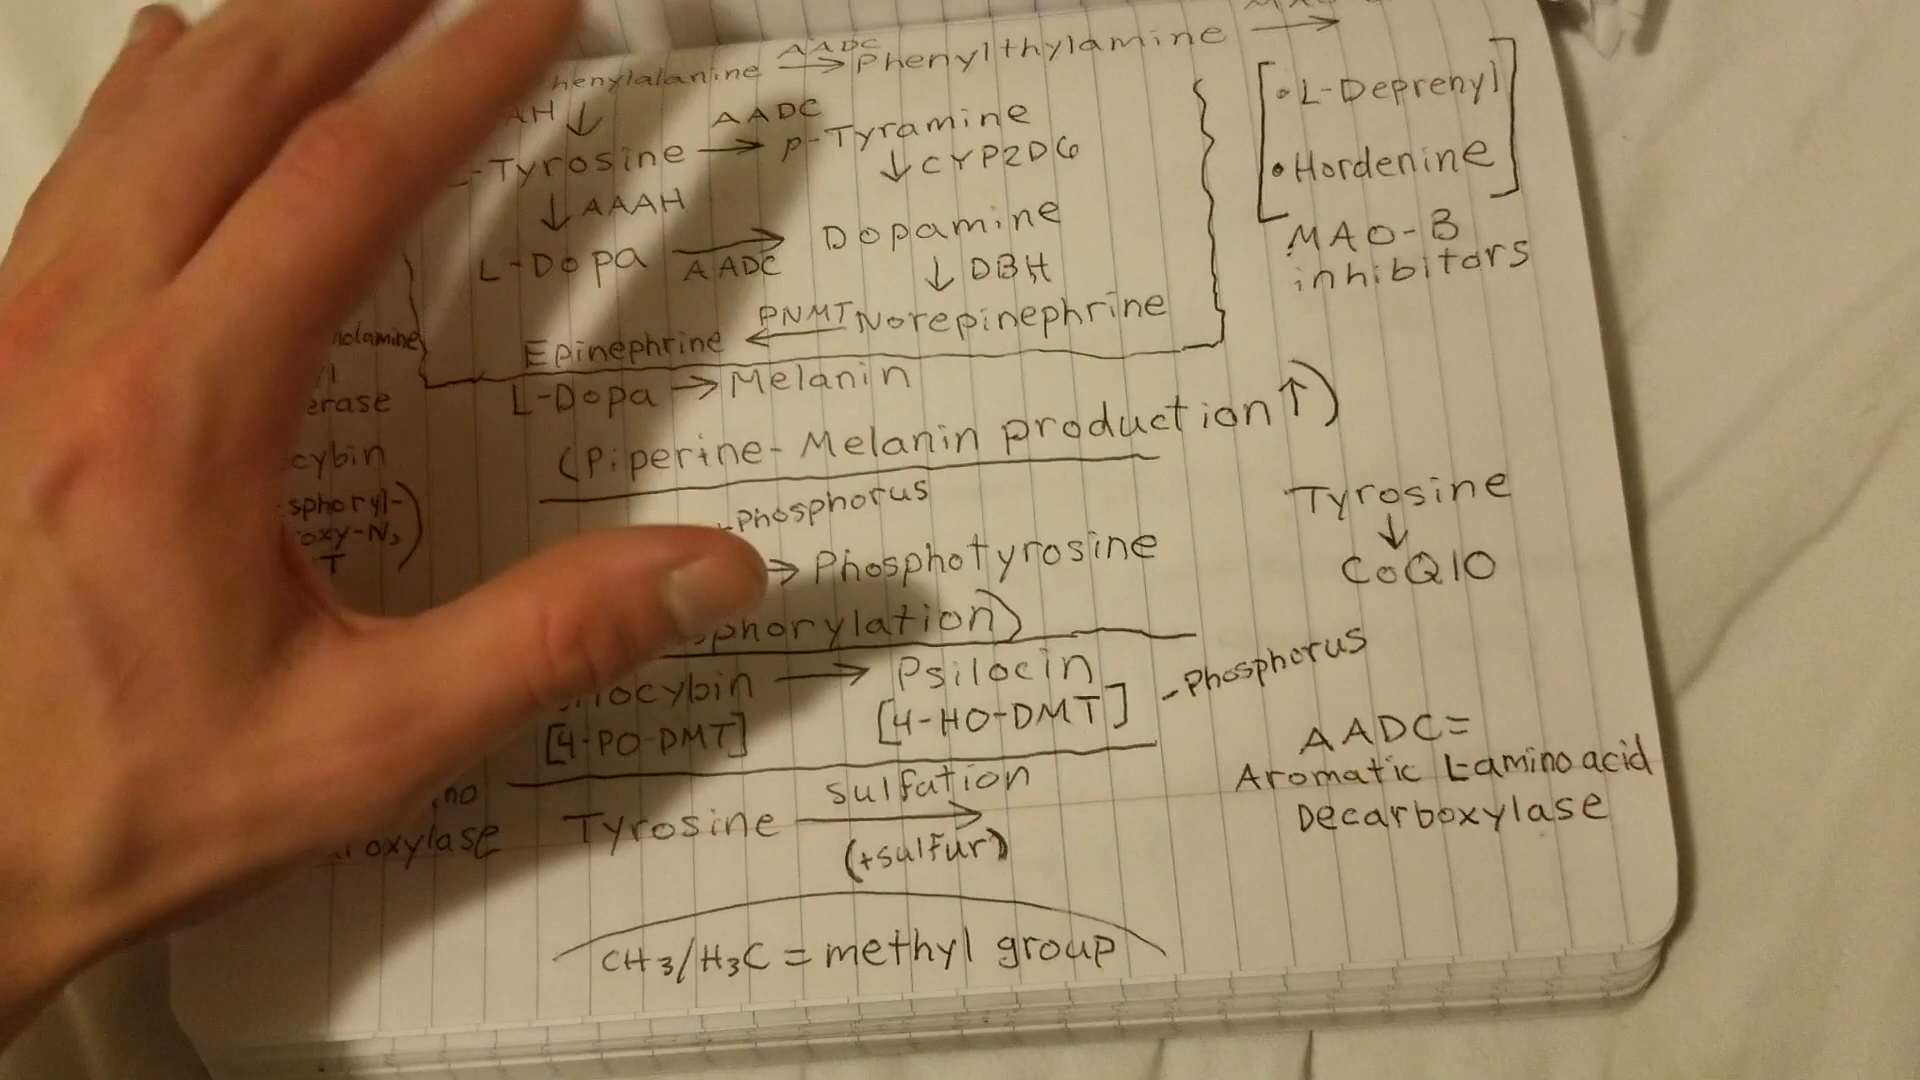 AADC
henylalanine → Phenylthylamine →
AH ↓
AADC
-Tyrosine → p-Tyramine
↓ CYP2D6
↓ AAAH
L-Dopa → Dopamine
AADC
↓ DBH
PNMT
Epinephrine ← Norepinephrine
L-Dopa → Melanin
(Piperine- Melanin production ↑)
+Phosphorus
→ Phosphotyrosine
sphorylation)
ocybin → Psilocin
[4-PO-DMT] [4-HO-DMT] -Phosphorus
sulfation
Tyrosine →
(+sulfur)
CH3/H3C = methyl group
[• L-Deprenyl
• Hordenine]
MAO-B
inhibitors
Tyrosine
↓
CoQ10
AADC=
Aromatic L-amino acid
Decarboxylase
nolamine
erase
cybin
sphoryl-
oxy-N,
T
no
oxylase